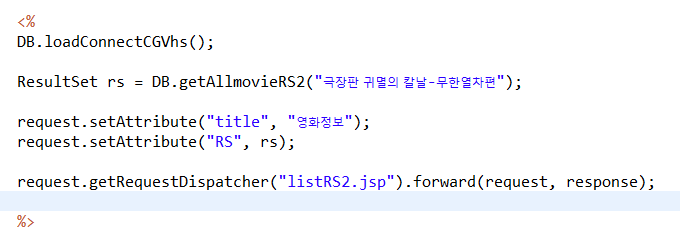 <%
DB.loadConnectCGVhs();
ResultSet rs = DB.getAllmovieRS2("극장판 귀멸의 칼날-무한열차편");
request.setAttribute("title", "영화정보");
request.setAttribute("RS", rs);
request.getRequestDispatcher("listRS2.jsp").forward(request, response);
%>